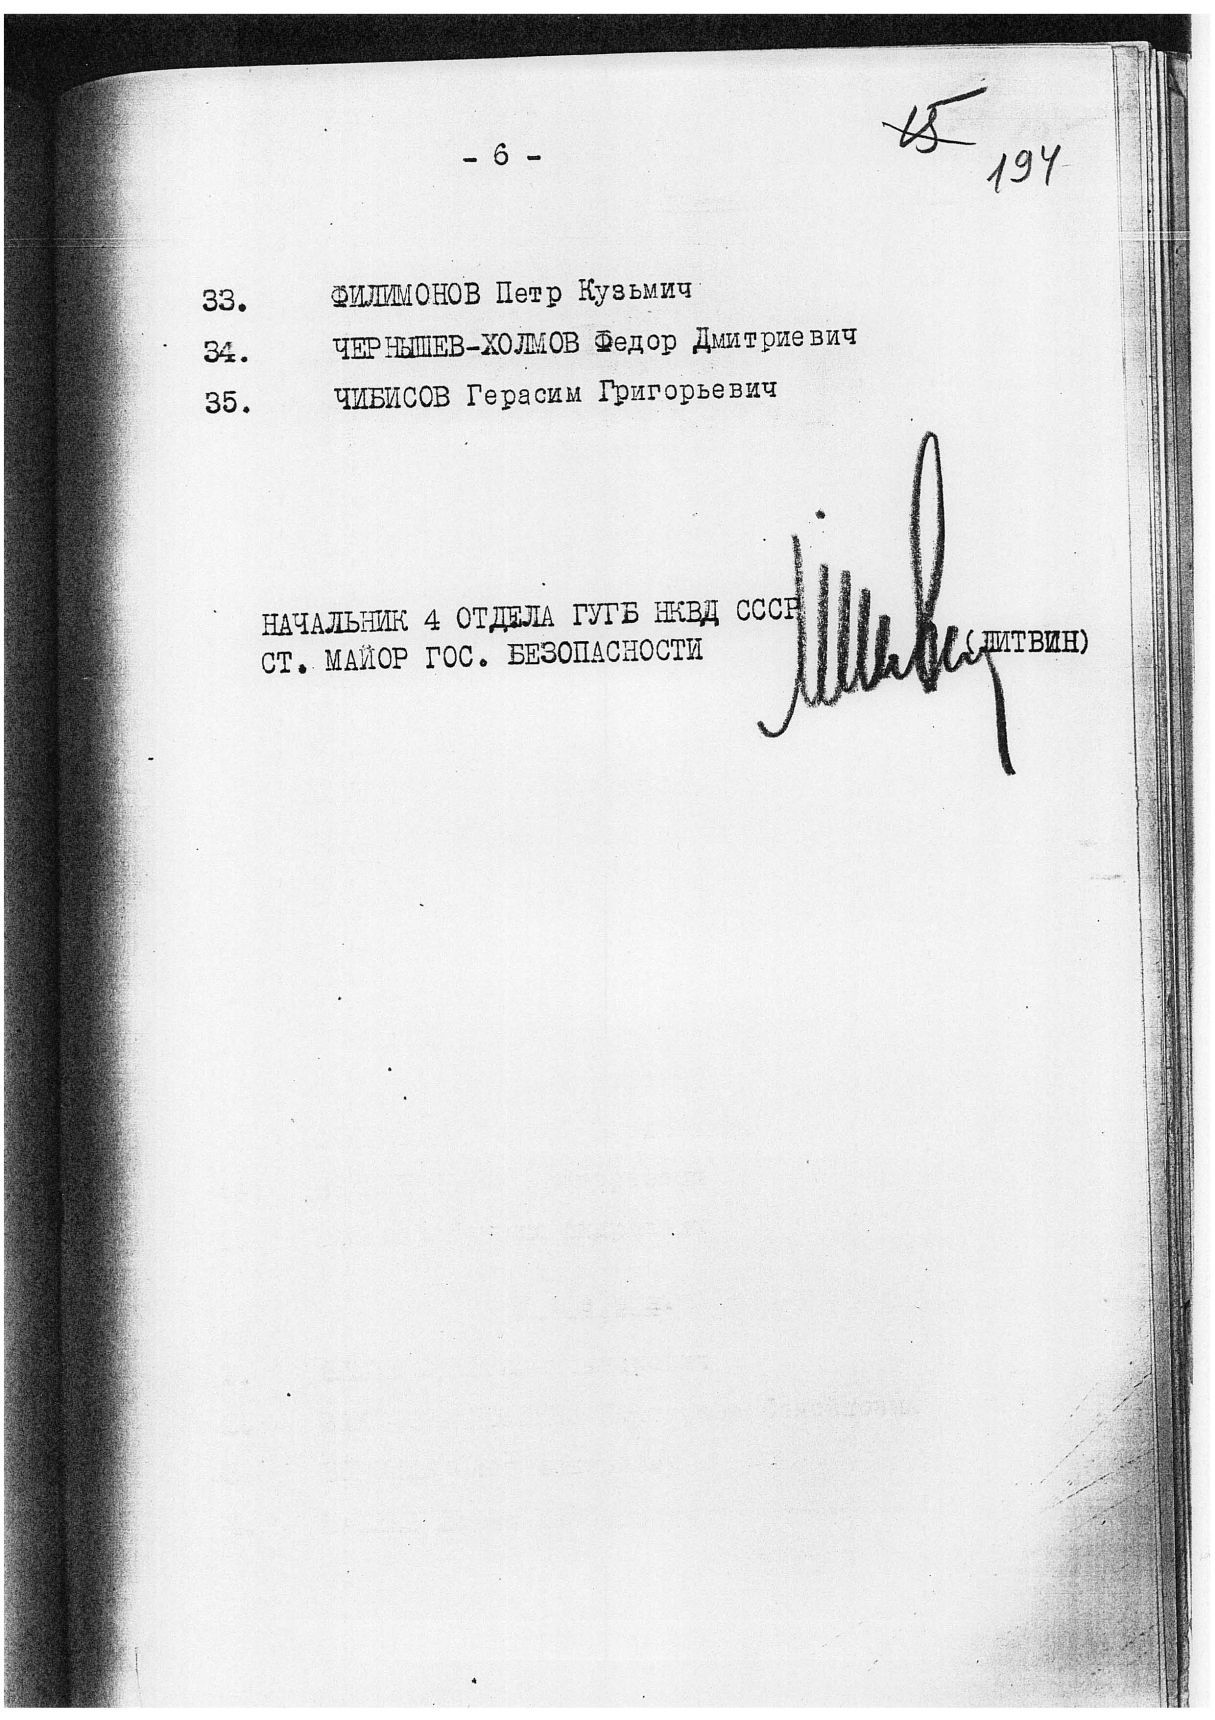 15
194
- 6 -
33. ФИЛИМОНОВ Петр Кузьмич
34. ЧЕРНЫШЕВ-ХОЛМОВ Федор Дмитриевич
35. ЧИБИСОВ Герасим Григорьевич
НАЧАЛЬНИК 4 ОТДЕЛА ГУГБ НКВД СССР
СТ. МАЙОР ГОС. БЕЗОПАСНОСТИ (ЛИТВИН)